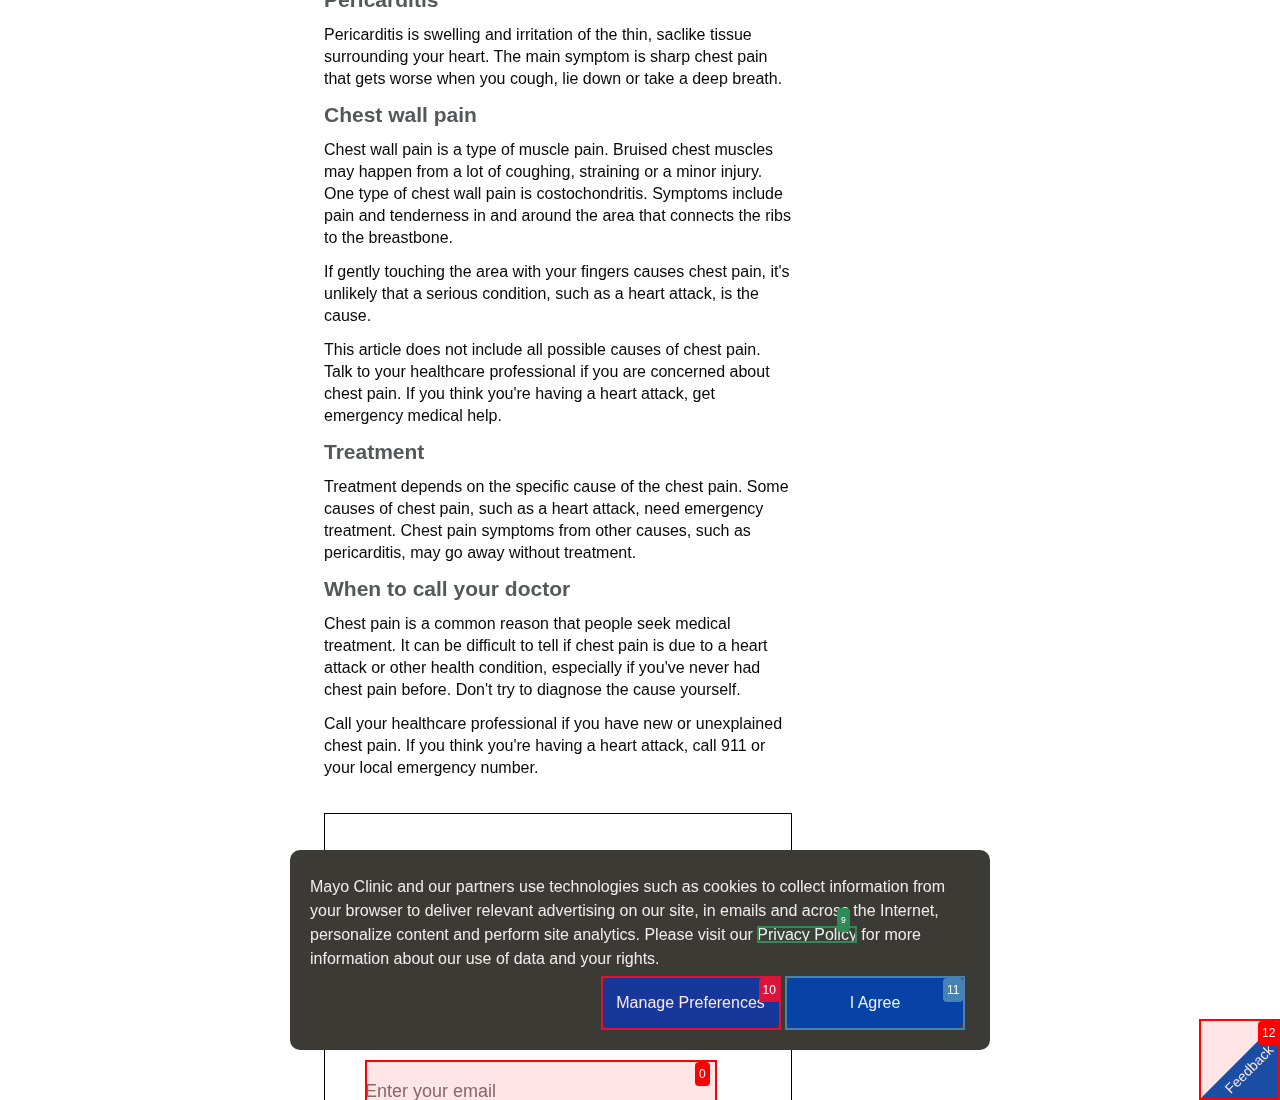 Pericarditis
Pericarditis is swelling and irritation of the thin, saclike tissue
surrounding your heart. The main symptom is sharp chest pain
that gets worse when you cough, lie down or take a deep breath.
Chest wall pain
Chest wall pain is a type of muscle pain. Bruised chest muscles
may happen from a lot of coughing, straining or a minor injury.
One type of chest wall pain is costochondritis. Symptoms include
pain and tenderness in and around the area that connects the ribs
to the breastbone.
If gently touching the area with your fingers causes chest pain, it's
unlikely that a serious condition, such as a heart attack, is the
cause.
This article does not include all possible causes of chest pain.
Talk to your healthcare professional if you are concerned about
chest pain. If you think you're having a heart attack, get
emergency medical help.
Treatment
Treatment depends on the specific cause of the chest pain. Some
causes of chest pain, such as a heart attack, need emergency
treatment. Chest pain symptoms from other causes, such as
pericarditis, may go away without treatment.
When to call your doctor
Chest pain is a common reason that people seek medical
treatment. It can be difficult to tell if chest pain is due to a heart
attack or other health condition, especially if you've never had
chest pain before. Don't try to diagnose the cause yourself.
Call your healthcare professional if you have new or unexplained
chest pain. If you think you're having a heart attack, call 911 or
your local emergency number.
Mayo Clinic and our partners use technologies such as cookies to collect information from
your browser to deliver relevant advertising on our site, in emails and across the Internet,
9
personalize content and perform site analytics. Please visit our Privacy Policy for more
information about our use of data and your rights.
Manage Preferences 10
I Agree 11
12
Feedback
0
Enter your email